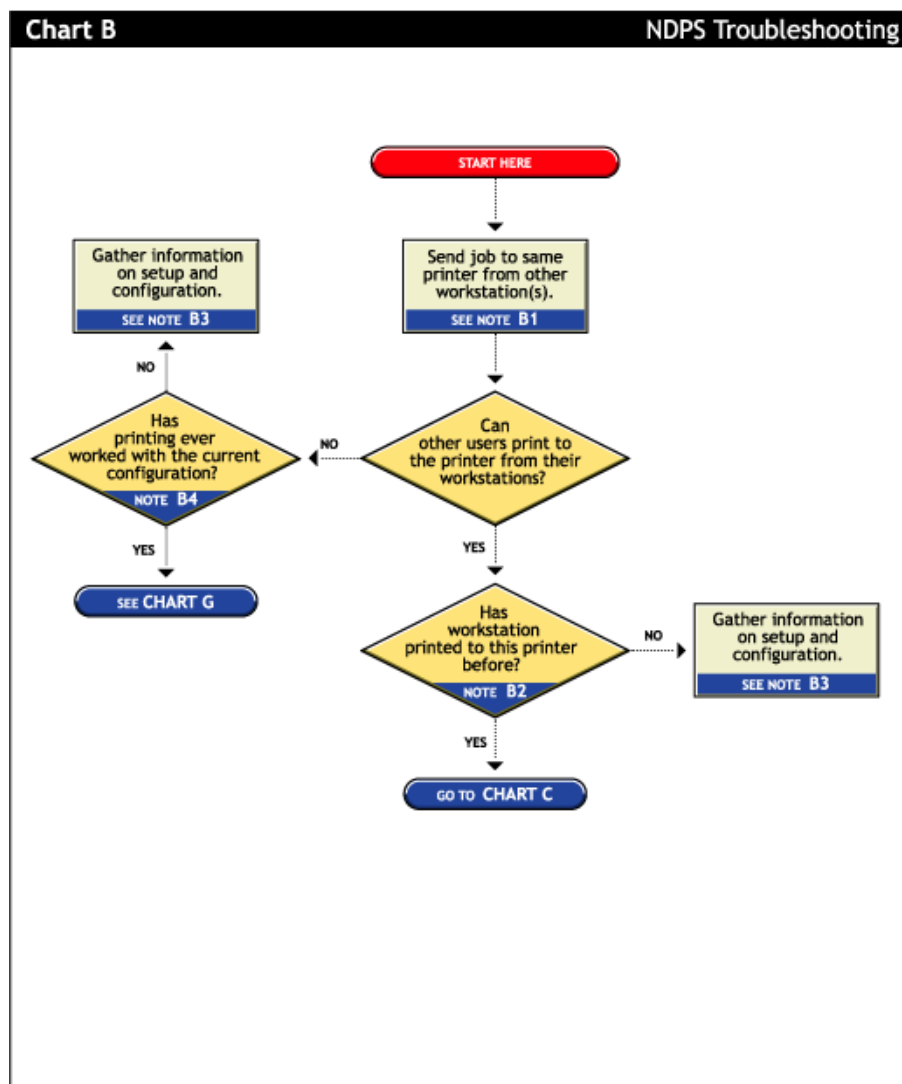 Chart B
NDPS Troubleshooting
START HERE
Send job to same
printer from other
workstation(s).
SEE NOTE B1
Can
other users print to
the printer from their
workstations?
NO
Has
printing ever
worked with the current
configuration?
NOTE B4
NO
Gather information
on setup and
configuration.
SEE NOTE B3
YES
SEE CHART G
YES
Has
workstation
printed to this printer
before?
NOTE B2
NO
Gather information
on setup and
configuration.
SEE NOTE B3
YES
GO TO CHART C